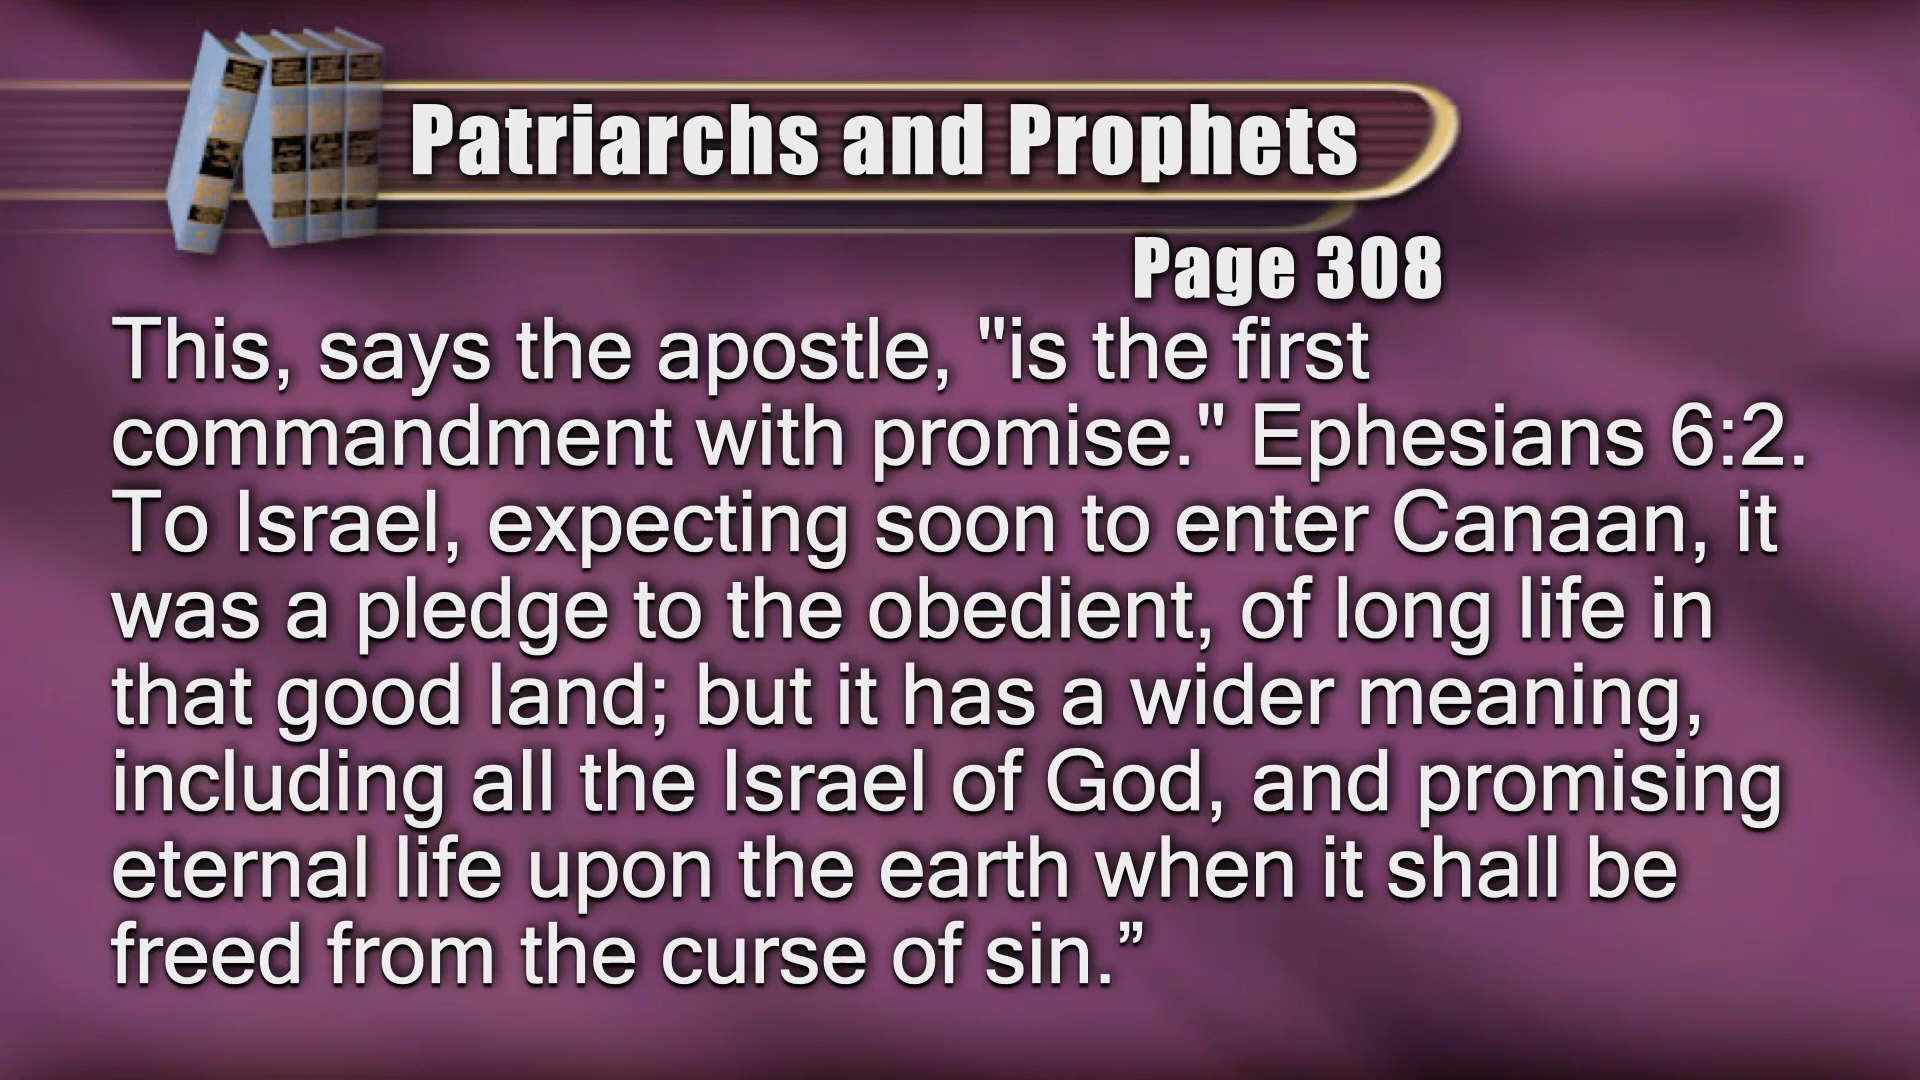 Patriarchs and Prophets
Page 308
This, says the apostle, "is the first
commandment with promise." Ephesians 6:2.
To Israel, expecting soon to enter Canaan, it
was a pledge to the obedient, of long life in
that good land; but it has a wider meaning,
including all the Israel of God, and promising
eternal life upon the earth when it shall be
freed from the curse of sin.”